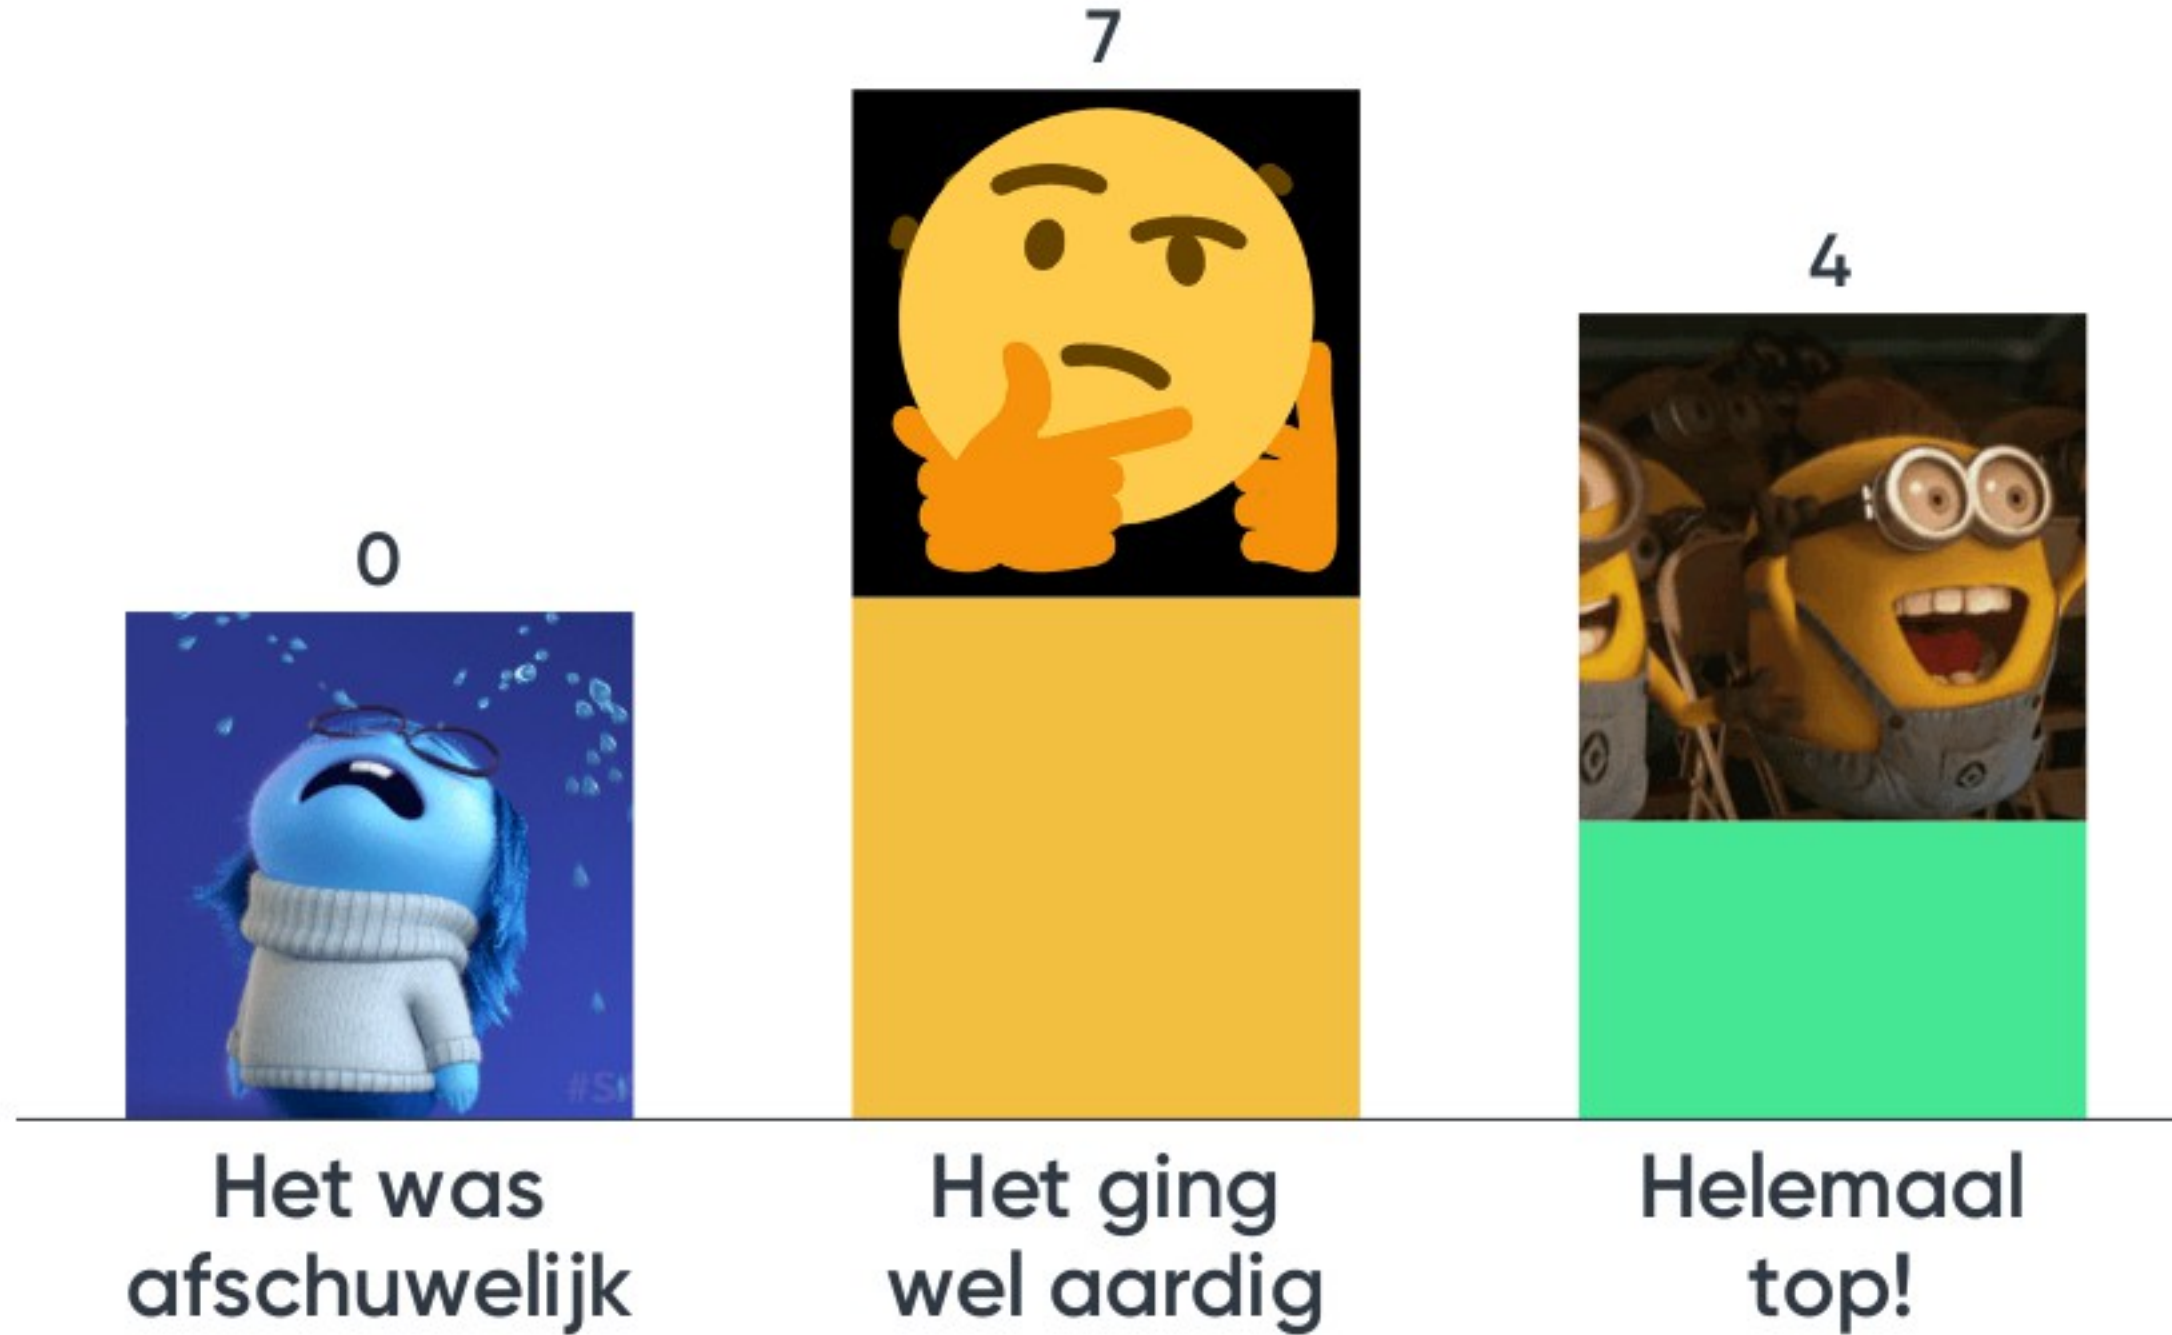 7
4
0
Het was
afschuwelijk
Het ging
wel aardig
Helemaal
top!